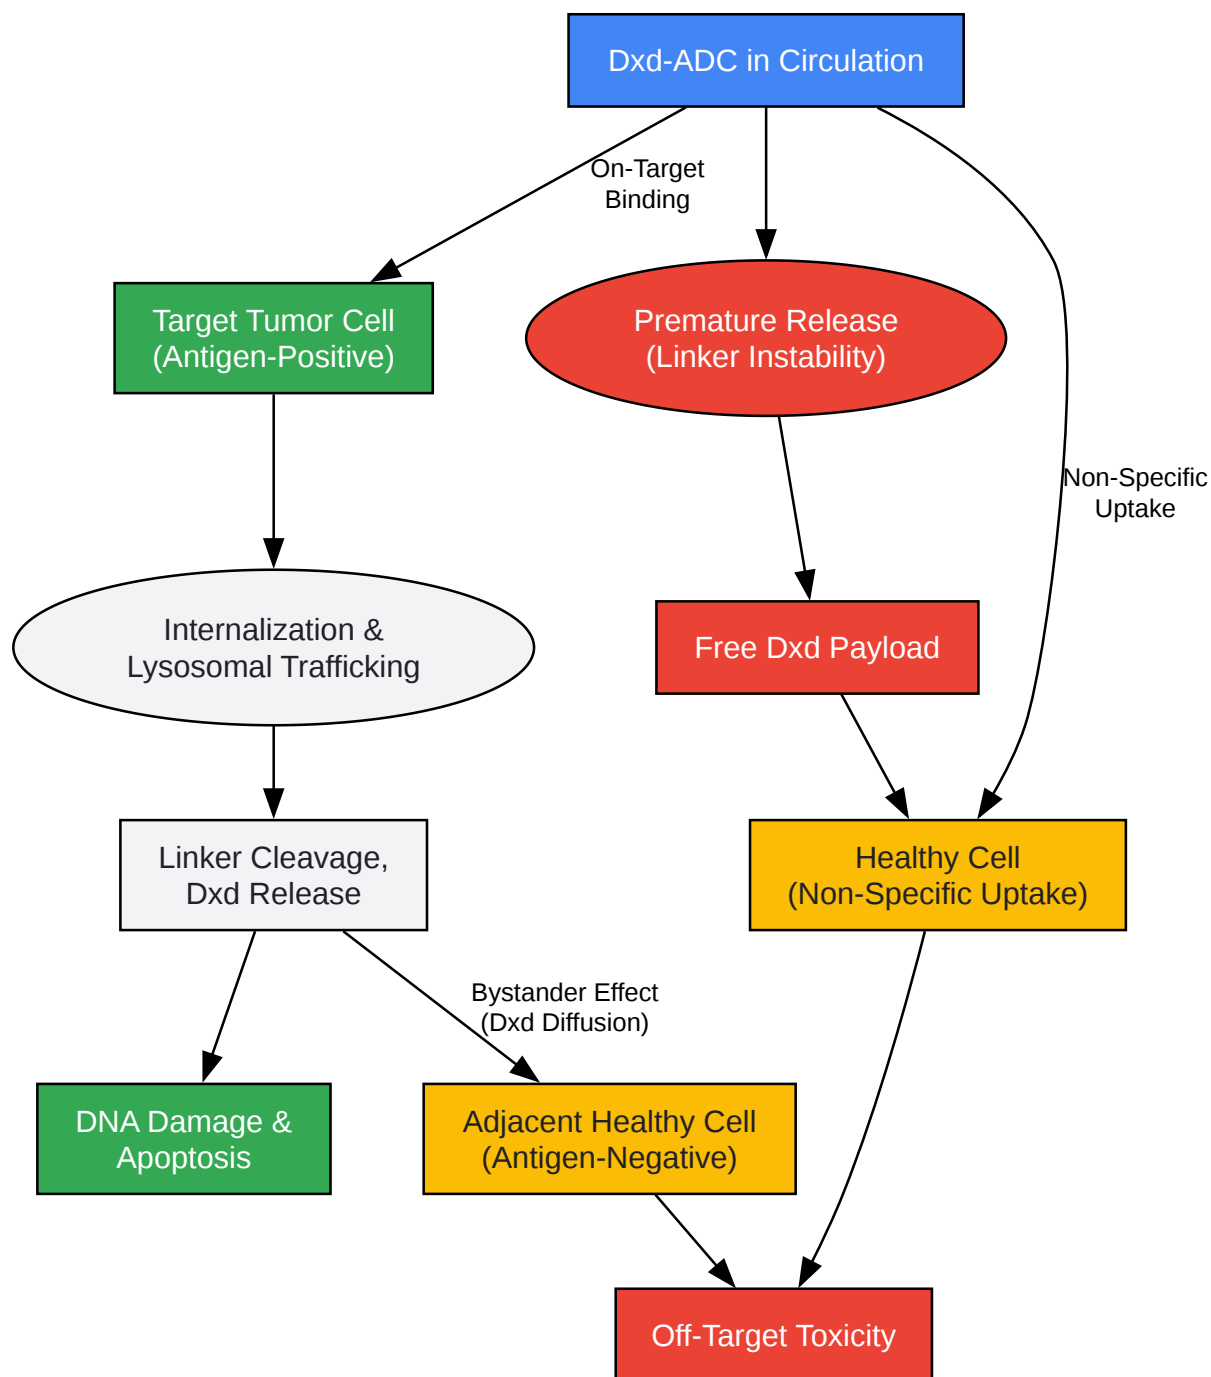 Dxd-ADC in Circulation
On-Target
Binding
Target Tumor Cell
(Antigen-Positive)
Premature Release
(Linker Instability)
Non-Specific
Uptake
Internalization &
Lysosomal Trafficking
Free Dxd Payload
Linker Cleavage,
Dxd Release
Healthy Cell
(Non-Specific Uptake)
Bystander Effect
(Dxd Diffusion)
DNA Damage &
Apoptosis
Adjacent Healthy Cell
(Antigen-Negative)
Off-Target Toxicity